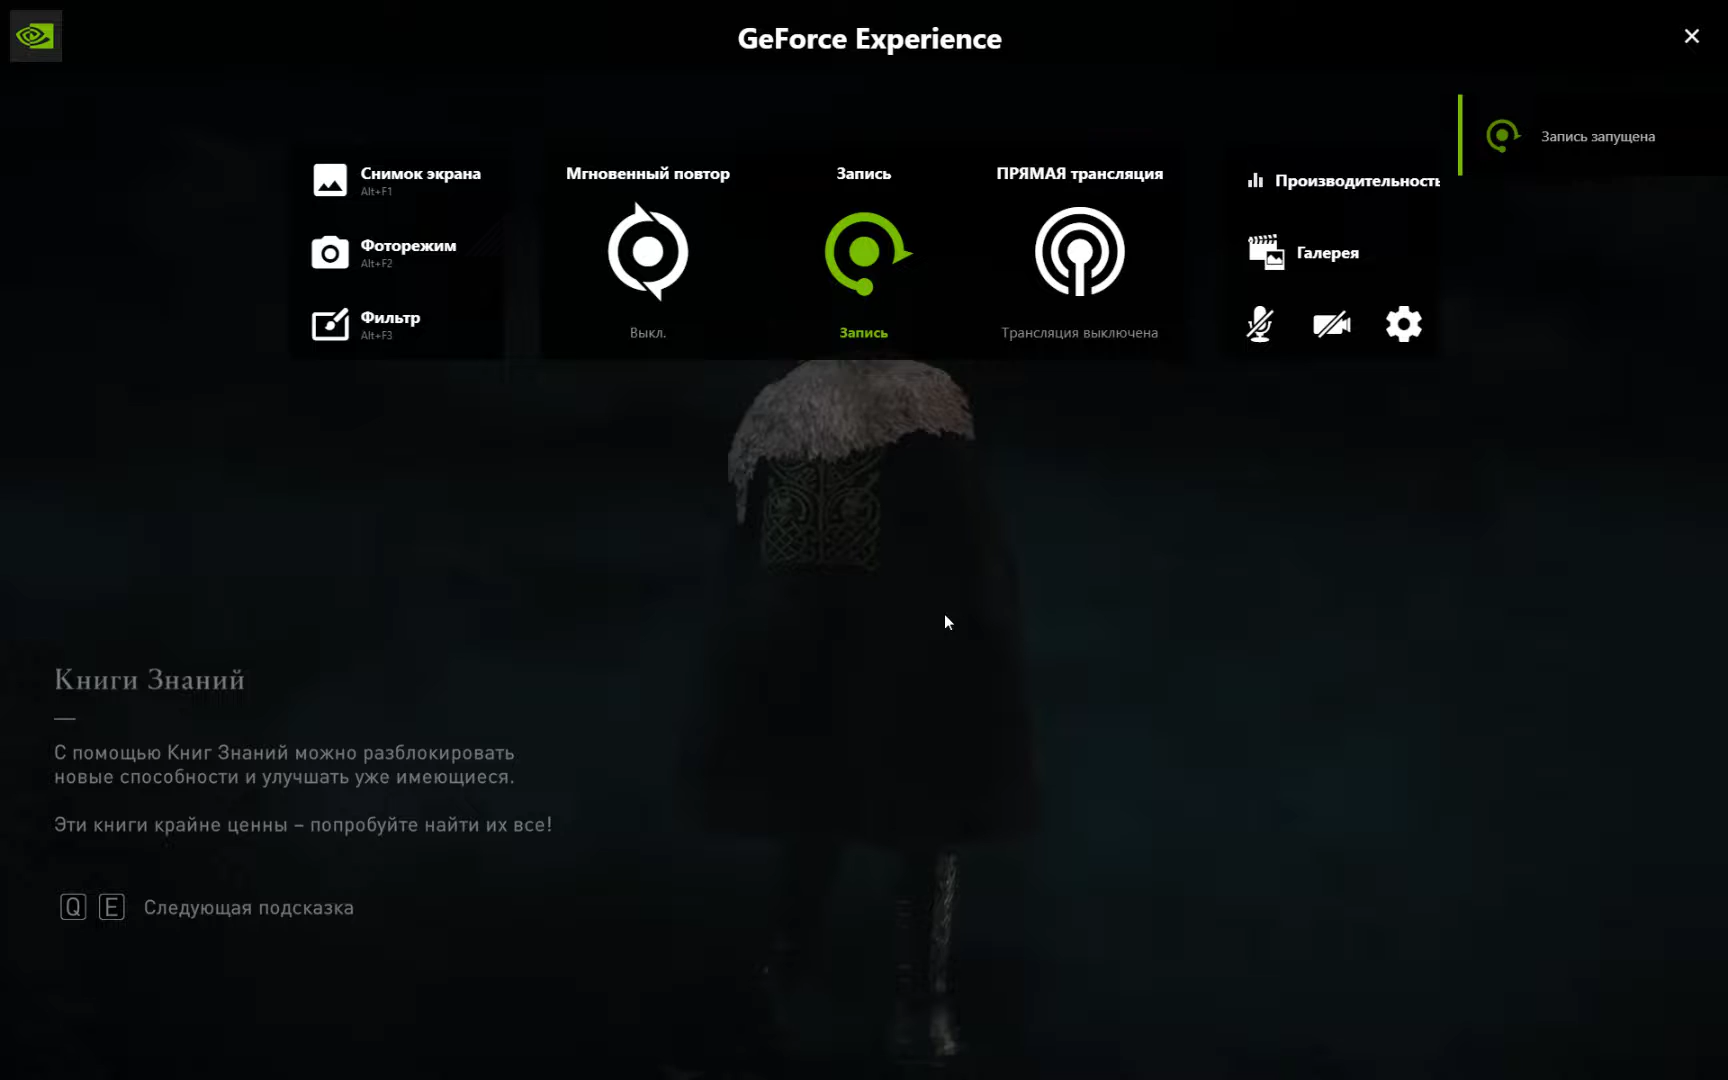 GeForce Experience
Запись запущена
Снимок экрана
Alt+F1
Фоторежим
Alt+F2
Фильтр
Alt+F3
Мгновенный повтор
Выкл.
Запись
Запись
ПРЯМАЯ трансляция
Трансляция выключена
Производительность
Галерея
Книги Знаний
С помощью Книг Знаний можно разблокировать
новые способности и улучшать уже имеющиеся.
Эти книги крайне ценны – попробуйте найти их все!
Q E Следующая подсказка